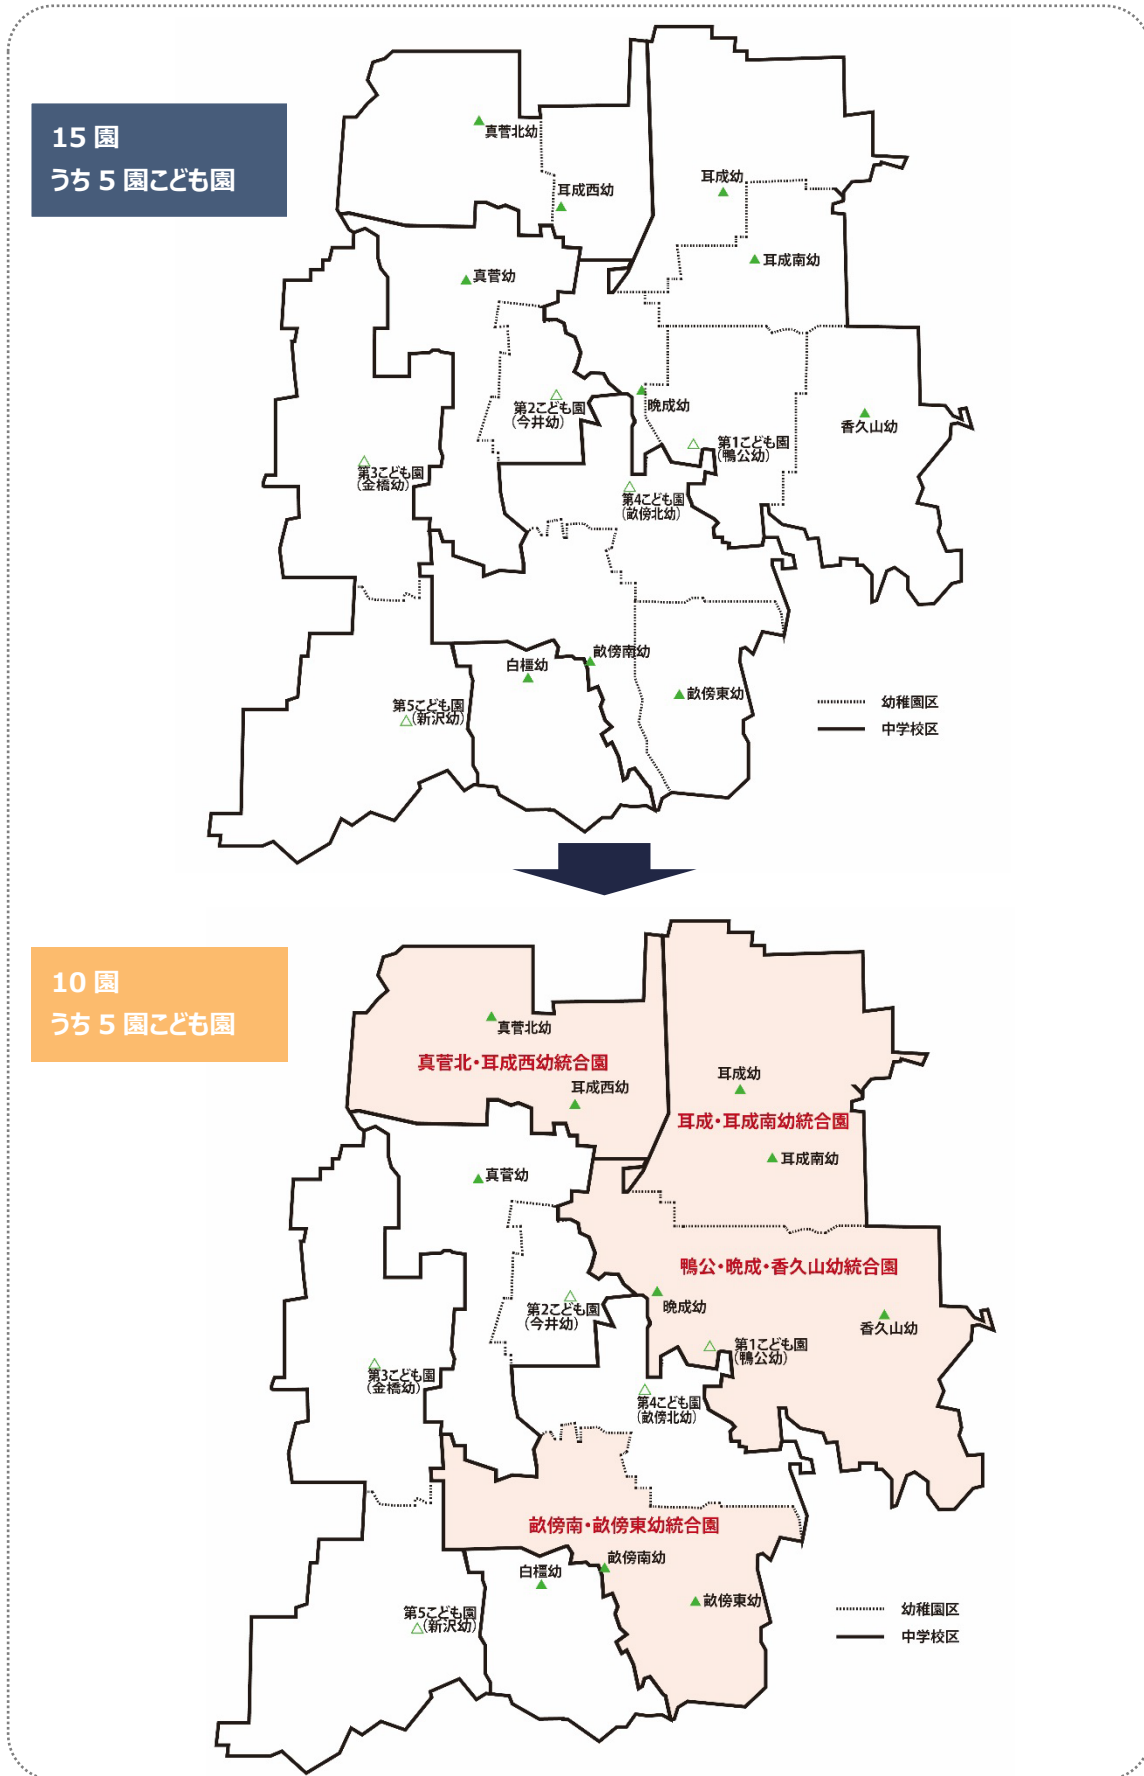 15 園
うち 5 園こども園
真菅北幼
耳成西幼
耳成幼
耳成南幼
真菅幼
第2こども園
(今井幼)
晩成幼
香久山幼
第1こども園
(鴨公幼)
第3こども園
(金橋幼)
第4こども園
(畝傍北幼)
白橿幼
畝傍南幼
畝傍東幼
第5こども園
(新沢幼)
幼稚園区
中学校区
10 園
うち 5 園こども園
真菅北幼
真菅北・耳成西幼統合園
耳成西幼
耳成幼
耳成・耳成南幼統合園
耳成南幼
真菅幼
鴨公・晩成・香久山幼統合園
第2こども園
(今井幼)
晩成幼
香久山幼
第1こども園
(鴨公幼)
第3こども園
(金橋幼)
第4こども園
(畝傍北幼)
畝傍南・畝傍東幼統合園
白橿幼
畝傍南幼
畝傍東幼
第5こども園
(新沢幼)
幼稚園区
中学校区